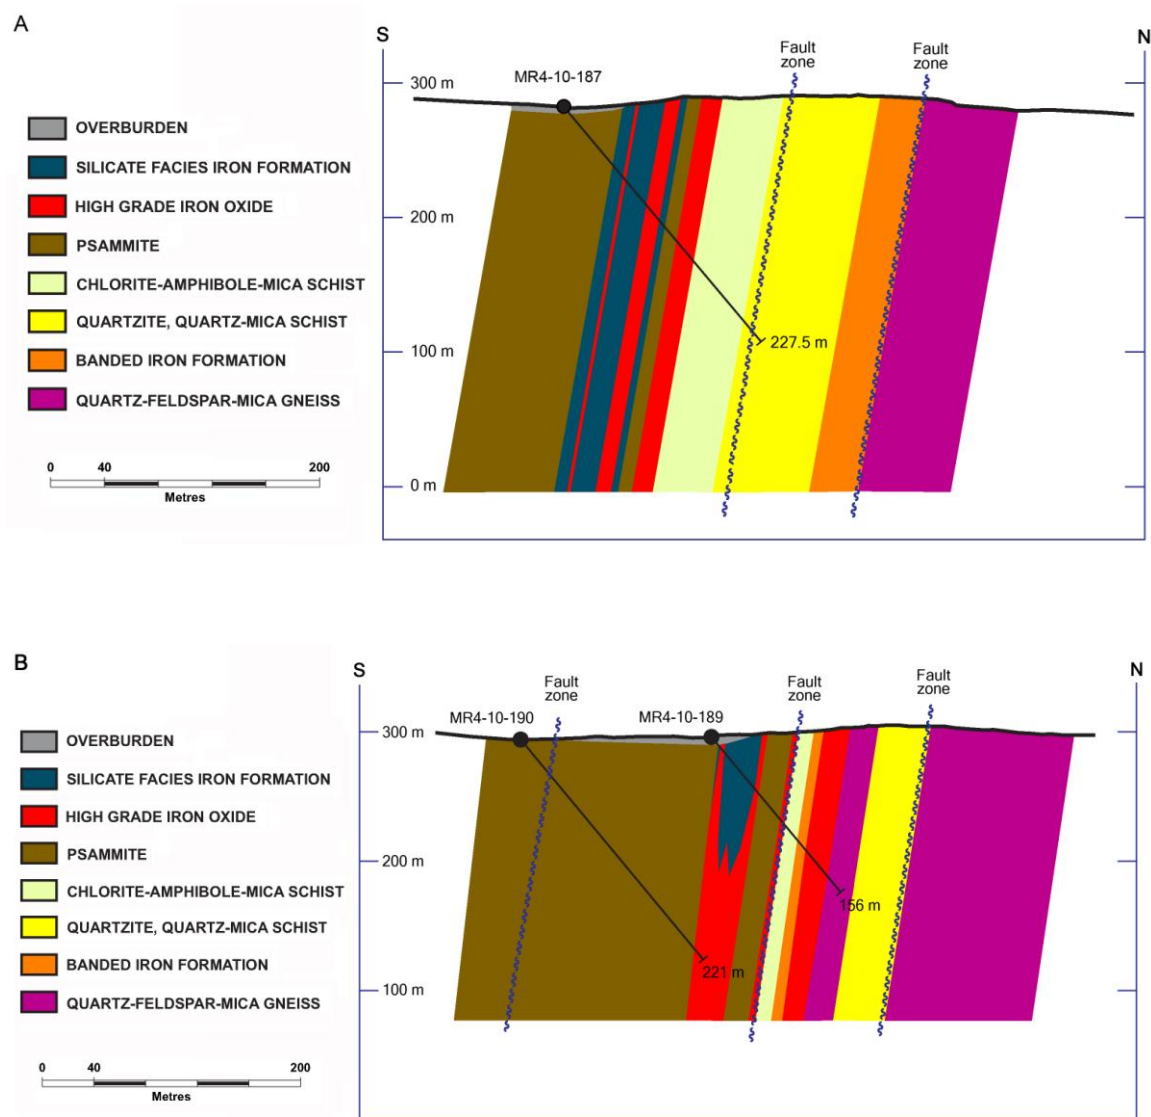 A
S
N
MR4-10-187
Fault
zone
Fault
zone
300 m
200 m
100 m
0 m
227.5 m
OVERBURDEN
SILICATE FACIES IRON FORMATION
HIGH GRADE IRON OXIDE
PSAMMITE
CHLORITE-AMPHIBOLE-MICA SCHIST
QUARTZITE, QUARTZ-MICA SCHIST
BANDED IRON FORMATION
QUARTZ-FELDSPAR-MICA GNEISS
0 40 200
Metres
B
S
N
MR4-10-190
Fault
zone
MR4-10-189
Fault
zone
Fault
zone
300 m
200 m
100 m
156 m
221 m
OVERBURDEN
SILICATE FACIES IRON FORMATION
HIGH GRADE IRON OXIDE
PSAMMITE
CHLORITE-AMPHIBOLE-MICA SCHIST
QUARTZITE, QUARTZ-MICA SCHIST
BANDED IRON FORMATION
QUARTZ-FELDSPAR-MICA GNEISS
0 40 200
Metres